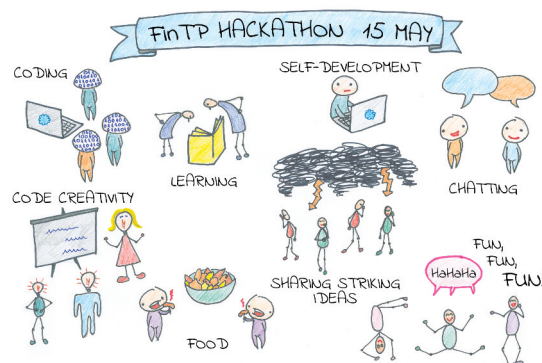 FinTP HACKATHON 15 MAY
CODING
SELF-DEVELOPMENT
LEARNING
CHATTING
CODE CREATIVITY
SHARING STRIKING
IDEAS
FOOD
HaHaHa
FUN,
FUN,
FUN